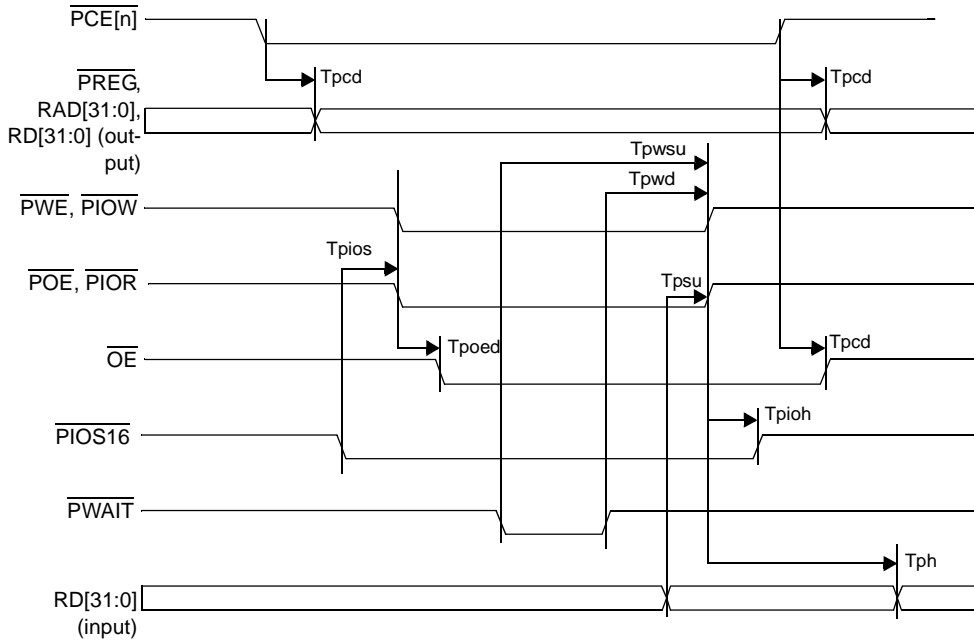 PCE[n]
Tpcd
Tpcd
PREG,
RAD[31:0],
RD[31:0] (out-
put)
Tpwsu
Tpwd
PWE, PIOW
Tpios
POE, PIOR
Tpsu
Tpoed
Tpcd
OE
Tpioh
PIOS16
PWAIT
Tph
RD[31:0]
(input)